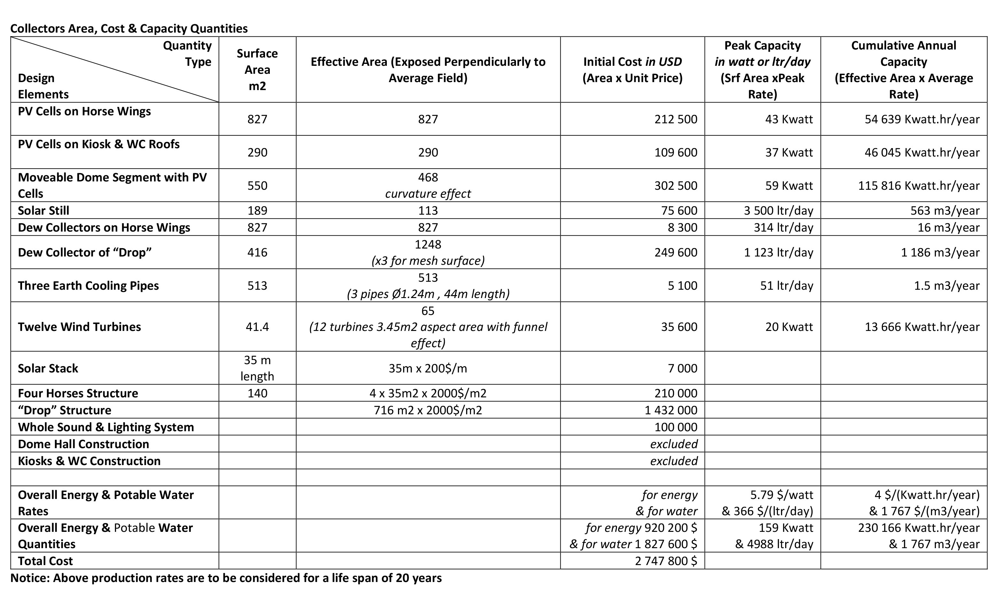 Collectors Area, Cost & Capacity Quantities
Quantity
Type
Design
Elements
Surface
Area
m2
Effective Area (Exposed Perpendicularly to
Average Field)
Initial Cost in USD
(Area x Unit Price)
Peak Capacity
in watt or ltr/day
(Srf Area xPeak
Rate)
Cumulative Annual
Capacity
(Effective Area x Average
Rate)
PV Cells on Horse Wings
827
827
212 500
43 Kwatt
54 639 Kwatt.hr/year
PV Cells on Kiosk & WC Roofs
290
290
109 600
37 Kwatt
46 045 Kwatt.hr/year
Moveable Dome Segment with PV
Cells
550
468
curvature effect
302 500
59 Kwatt
115 816 Kwatt.hr/year
Solar Still
189
113
75 600
3 500 ltr/day
563 m3/year
Dew Collectors on Horse Wings
827
827
8 300
314 ltr/day
16 m3/year
Dew Collector of “Drop”
416
1248
(x3 for mesh surface)
249 600
1 123 ltr/day
1 186 m3/year
Three Earth Cooling Pipes
513
513
(3 pipes Ø1.24m , 44m length)
5 100
51 ltr/day
1.5 m3/year
Twelve Wind Turbines
41.4
65
(12 turbines 3.45m2 aspect area with funnel
effect)
35 600
20 Kwatt
13 666 Kwatt.hr/year
Solar Stack
35 m
length
35m x 200$/m
7 000
Four Horses Structure
140
4 x 35m2 x 2000$/m2
210 000
“Drop” Structure
716 m2 x 2000$/m2
1 432 000
Whole Sound & Lighting System
100 000
Dome Hall Construction
excluded
Kiosks & WC Construction
excluded
Overall Energy & Potable Water
Rates
for energy
& for water
5.79 $/watt
& 366 $/(ltr/day)
4 $/(Kwatt.hr/year)
& 1 767 $/(m3/year)
Overall Energy & Potable Water
Quantities
for energy 920 200 $
& for water 1 827 600 $
159 Kwatt
& 4988 ltr/day
230 166 Kwatt.hr/year
& 1 767 m3/year
Total Cost
2 747 800 $
Notice: Above production rates are to be considered for a life span of 20 years